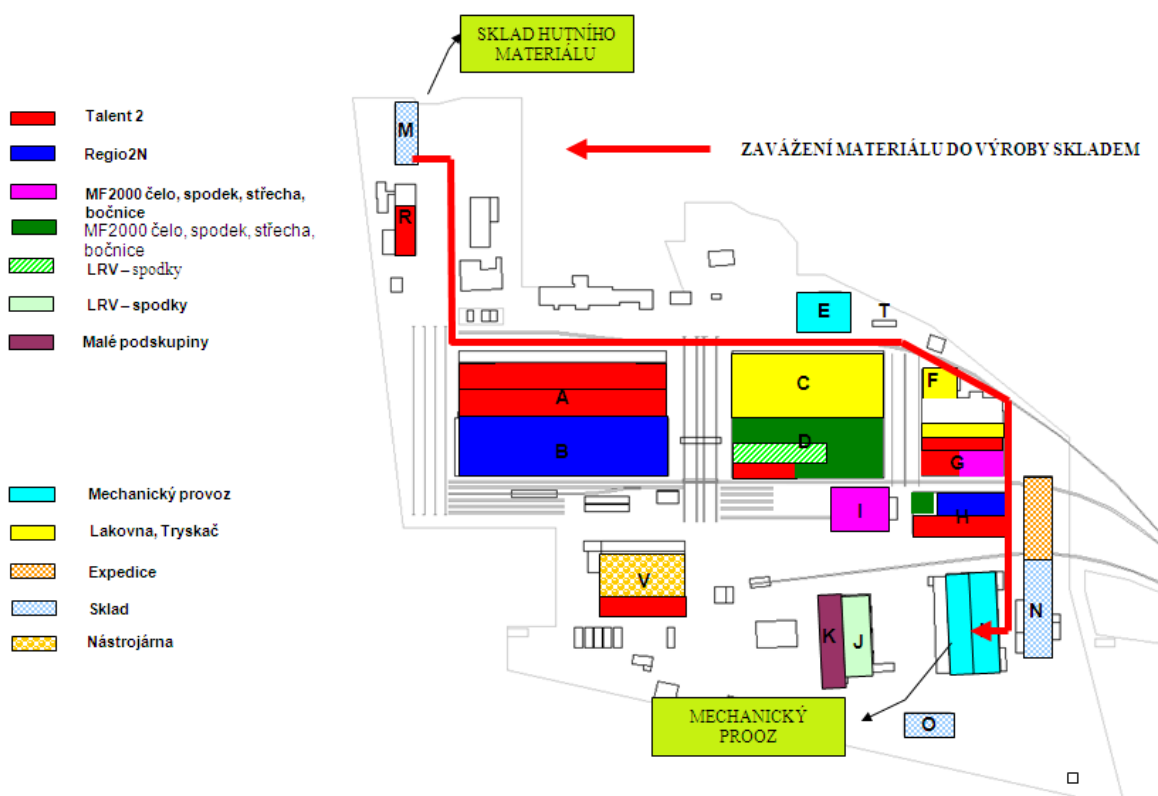 SKLAD HUTNÍHO
MATERIÁLU
ZAVÁŽENÍ MATERIÁLU DO VÝROBY SKLADEM
Talent 2
Regio2N
MF2000 čelo, spodek, střecha,
bočnice
MF2000 čelo, spodek, střecha,
bočnice
LRV – spodky
LRV – spodky
Malé podskupiny
Mechanický provoz
Lakovna, Tryskač
Expedice
Sklad
Nástrojárna
M
R
E
T
A
C
F
B
D
G
I
H
V
K
J
N
O
MECHANICKÝ
PROOZ